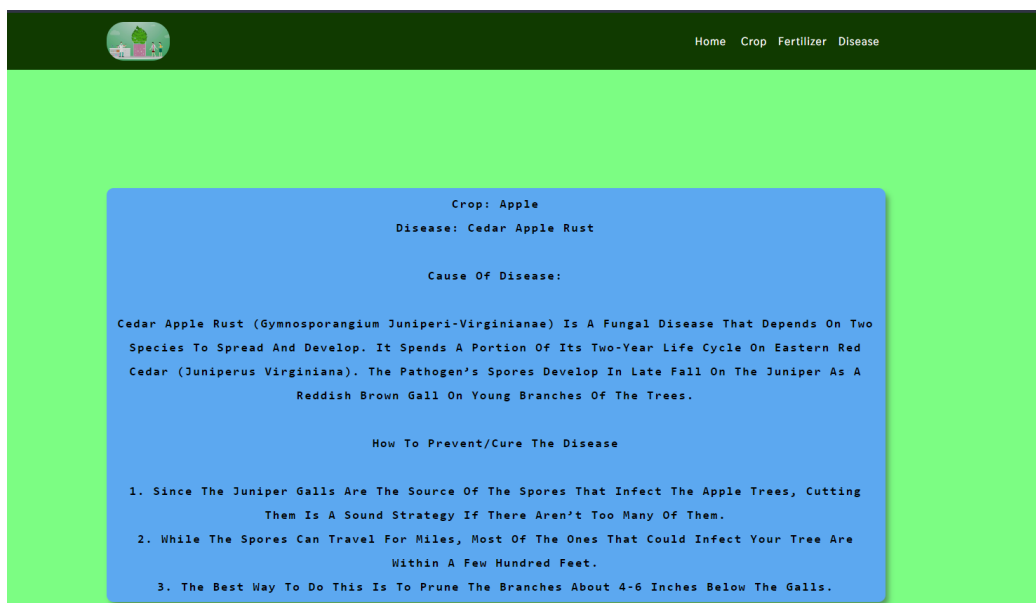 Home Crop Fertilizer Disease
Crop: Apple
Disease: Cedar Apple Rust
Cause Of Disease:
Cedar Apple Rust (Gymnosporangium Juniperi-Virginianae) Is A Fungal Disease That Depends On Two
Species To Spread And Develop. It Spends A Portion Of Its Two-Year Life Cycle On Eastern Red
Cedar (Juniperus Virginiana). The Pathogen’s Spores Develop In Late Fall On The Juniper As A
Reddish Brown Gall On Young Branches Of The Trees.
How To Prevent/Cure The Disease
1. Since The Juniper Galls Are The Source Of The Spores That Infect The Apple Trees, Cutting
Them Is A Sound Strategy If There Aren’t Too Many Of Them.
2. While The Spores Can Travel For Miles, Most Of The Ones That Could Infect Your Tree Are
Within A Few Hundred Feet.
3. The Best Way To Do This Is To Prune The Branches About 4-6 Inches Below The Galls.